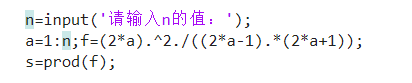 n=input('请输入n的值：');
a=1:n;f=(2*a).^2./((2*a-1).*(2*a+1));
s=prod(f);